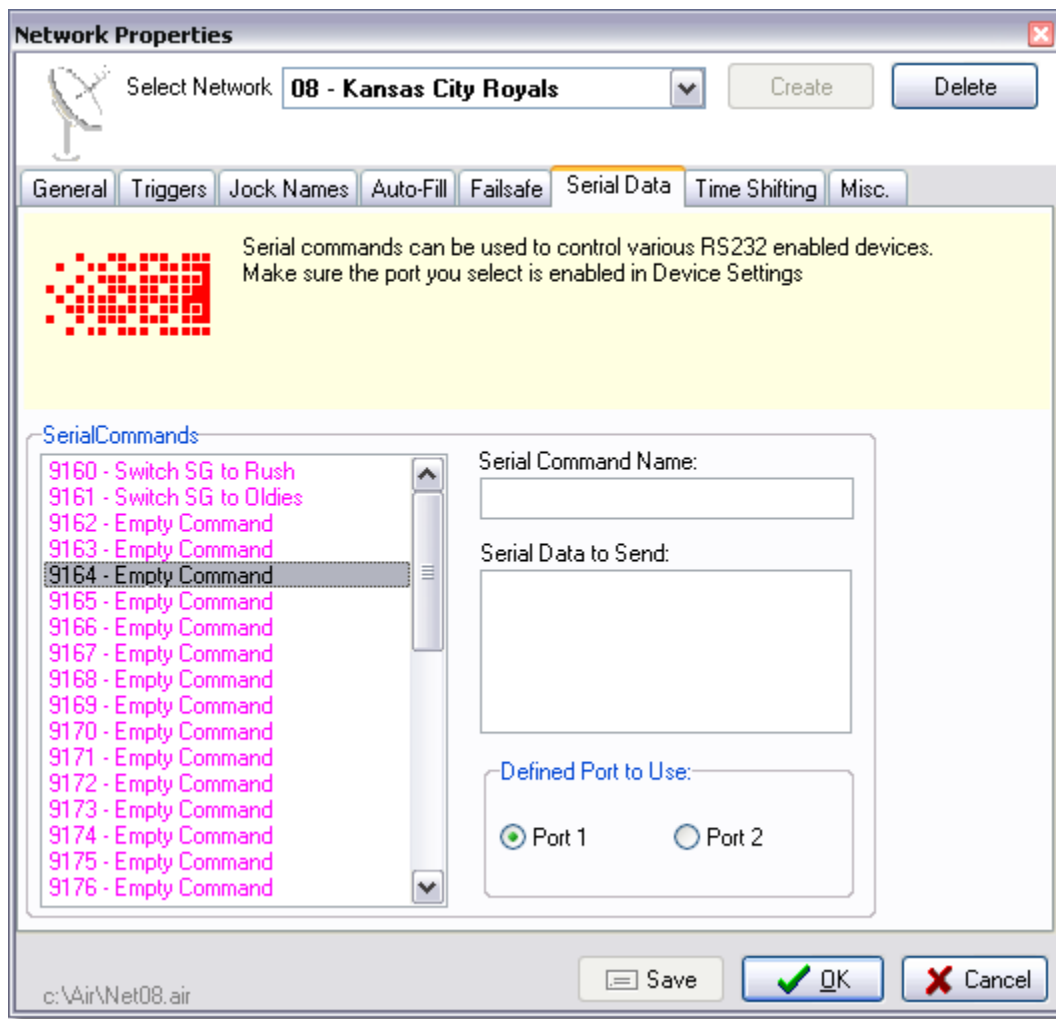 Network Properties
Select Network 08 - Kansas City Royals Create Delete
General Triggers Jock Names Auto-Fill Failsafe Serial Data Time Shifting Misc.
Serial commands can be used to control various RS232 enabled devices.
Make sure the port you select is enabled in Device Settings
SerialCommands
9160 - Switch SG to Rush
9161 - Switch SG to Oldies
9162 - Empty Command
9163 - Empty Command
9164 - Empty Command
9165 - Empty Command
9166 - Empty Command
9167 - Empty Command
9168 - Empty Command
9169 - Empty Command
9170 - Empty Command
9171 - Empty Command
9172 - Empty Command
9173 - Empty Command
9174 - Empty Command
9175 - Empty Command
9176 - Empty Command
Serial Command Name:
Serial Data to Send:
Defined Port to Use:
Port 1 Port 2
c:\Air\Net08.air
Save OK Cancel